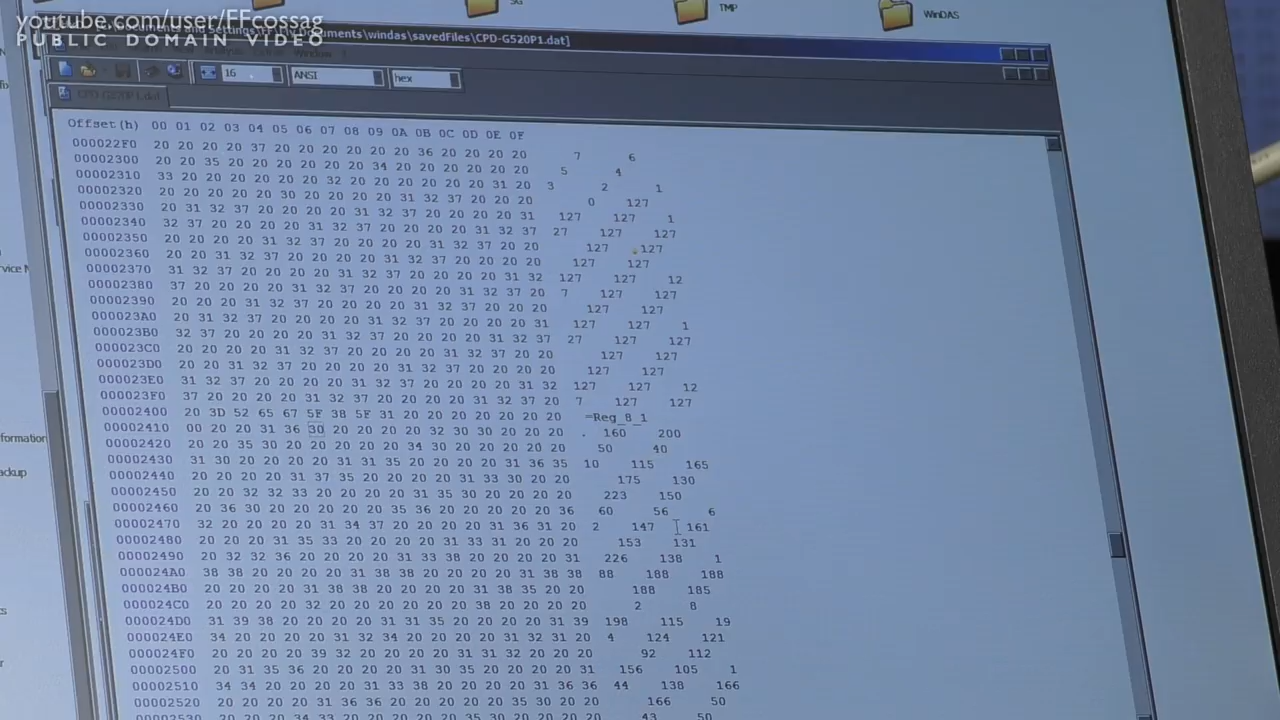 youtube.com/user/FFcossag
PUBLIC DOMAIN VIDEO
SG
TMP
WinDAS
Documents and Settings\FF\My Documents\windas\savedFiles\CPD-G520P1.dat]
16
ANSI
hex
CPD-G520P1.dat
Offset(h) 00 01 02 03 04 05 06 07 08 09 0A 0B 0C 0D 0E 0F
000022F0 20 20 20 20 37 20 20 20 20 20 20 36 20 20 20 20 7 6
00002300 20 20 35 20 20 20 20 20 20 34 20 20 20 20 20 20 5 4
00002310 33 20 20 20 20 20 20 32 20 20 20 20 20 20 31 20 3 2 1
00002320 20 20 20 20 20 30 20 20 20 20 31 32 37 20 20 20 0 127
00002330 20 31 32 37 20 20 20 20 31 32 37 20 20 20 20 31 127 127 1
00002340 32 37 20 20 20 20 31 32 37 20 20 20 20 31 32 37 27 127 127
00002350 20 20 20 20 31 32 37 20 20 20 20 31 32 37 20 20 127 127
00002360 20 20 31 32 37 20 20 20 20 31 32 37 20 20 20 20 127 127
00002370 31 32 37 20 20 20 20 31 32 37 20 20 20 20 31 32 127 127 12
00002380 37 20 20 20 20 31 32 37 20 20 20 20 31 32 37 20 7 127 127
00002390 20 20 20 31 32 37 20 20 20 20 31 32 37 20 20 20 127 127
000023A0 20 31 32 37 20 20 20 20 31 32 37 20 20 20 20 31 127 127 1
000023B0 32 37 20 20 20 20 31 32 37 20 20 20 20 31 32 37 27 127 127
000023C0 20 20 20 20 31 32 37 20 20 20 20 31 32 37 20 20 127 127
000023D0 20 20 31 32 37 20 20 20 20 31 32 37 20 20 20 20 127 127
000023E0 31 32 37 20 20 20 20 31 32 37 20 20 20 20 31 32 127 127 12
000023F0 37 20 20 20 20 31 32 37 20 20 20 20 31 32 37 20 7 127 127
00002400 20 3D 52 65 67 5F 38 5F 31 20 20 20 20 20 20 20 =Reg_8_1
00002410 00 20 20 31 36 30 20 20 20 20 32 30 30 20 20 20 . 160 200
00002420 20 20 35 30 20 20 20 20 20 34 30 20 20 20 20 20 50 40
00002430 31 30 20 20 20 20 31 31 35 20 20 20 20 31 36 35 10 115 165
00002440 20 20 20 20 31 37 35 20 20 20 20 31 33 30 20 20 175 130
00002450 20 20 32 32 33 20 20 20 20 31 35 30 20 20 20 20 223 150
00002460 20 36 30 20 20 20 20 20 35 36 20 20 20 20 20 36 60 56 6
00002470 32 20 20 20 20 31 34 37 20 20 20 20 31 36 31 20 2 147 161
00002480 20 20 20 31 35 33 20 20 20 20 31 33 31 20 20 20 153 131
00002490 20 32 32 36 20 20 20 20 31 33 38 20 20 20 20 31 226 138 1
000024A0 38 38 20 20 20 20 31 38 38 20 20 20 20 31 38 38 88 188 188
000024B0 20 20 20 20 31 38 38 20 20 20 20 31 38 35 20 20 188 185
000024C0 20 20 20 20 32 20 20 20 20 20 20 38 20 20 20 20 2 8
000024D0 31 39 38 20 20 20 20 31 31 35 20 20 20 20 31 39 198 115 19
000024E0 34 20 20 20 20 31 32 34 20 20 20 20 31 32 31 20 4 124 121
000024F0 20 20 20 20 39 32 20 20 20 20 31 31 32 20 20 20 92 112
00002500 20 31 35 36 20 20 20 20 31 30 35 20 20 20 20 31 156 105 1
00002510 34 34 20 20 20 20 31 33 38 20 20 20 20 31 36 36 44 138 166
00002520 20 20 20 20 31 36 36 20 20 20 20 20 35 30 20 20 166 50
00002530 20 20 20 34 33 20 20 20 20 20 35 30 20 20 20 20 43 50
formation
ackup